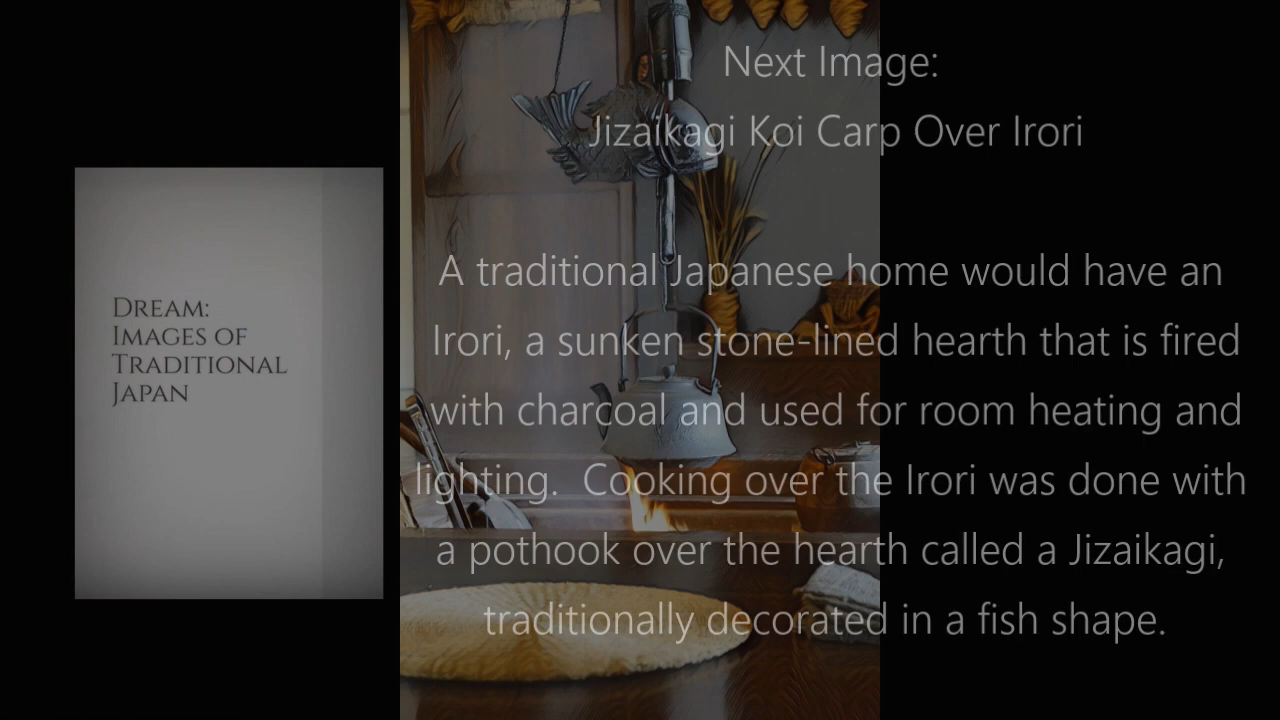 Next Image:
Jizaikagi Koi Carp Over Irori
A traditional Japanese home would have an
Irori, a sunken stone-lined hearth that is fired
with charcoal and used for room heating and
lighting.  Cooking over the Irori was done with
a pothook over the hearth called a Jizaikagi,
traditionally decorated in a fish shape.
Dream:
Images of
Traditional
Japan